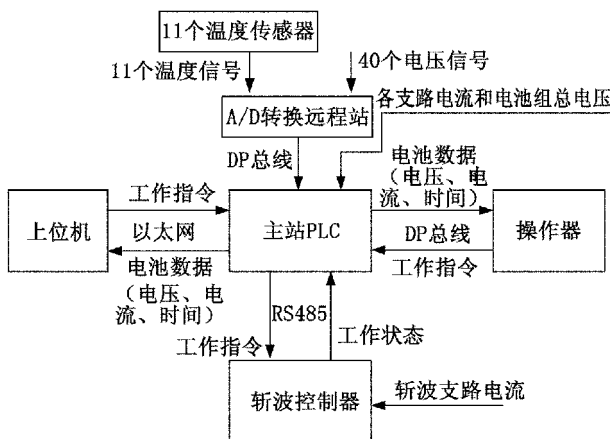 11个温度传感器
11个温度信号
40个电压信号
各支路电流和电池组总电压
A/D转换远程站
DP总线
电池数据
（电压、电
流、时间）
工作指令
上位机
以太网
主站PLC
DP总线
操作器
电池数据
（电压、电
流、时间）
工作指令
RS485
工作指令
工作状态
斩波控制器
斩波支路电流